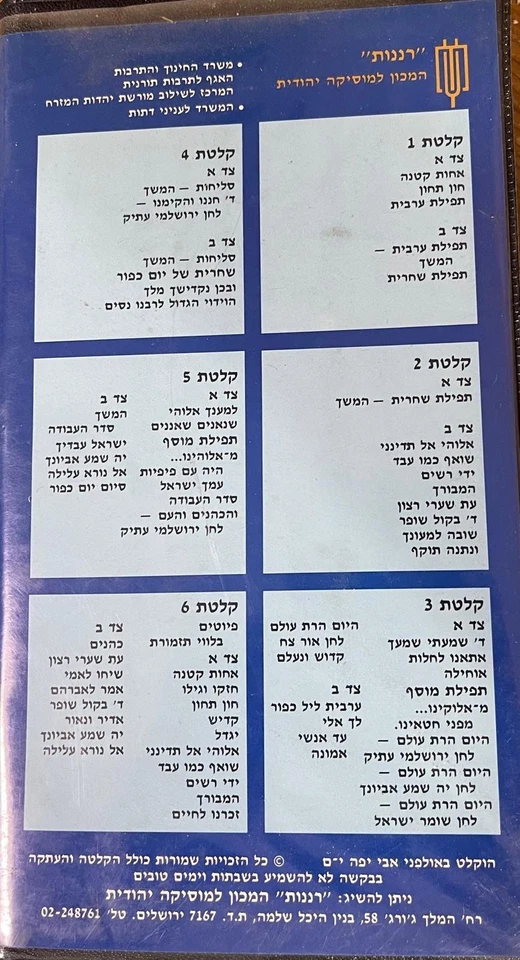 "רננות"
המכון למוסיקה יהודית
• משרד החינוך והתרבות
האגף לתרבות תורנית
המרכז לשילוב מורשת יהדות המזרח
• המשרד לעניני דתות
קלטת 1
צד א
אחות קטנה
חון תחון
תפילת ערבית
צד ב
תפילת ערבית –
המשך
תפילת שחרית
קלטת 4
צד א
סליחות – המשך
ד' חננו והקימנו –
לחן ירושלמי עתיק
צד ב
סליחות – המשך
שחרית של יום כפור
ובכן נקדישך מלך
הוידוי הגדול לרבנו נסים
קלטת 2
צד א
תפילת שחרית – המשך
צד ב
אלוהי אל תדינני
שואף כמו עבד
ידי רשים
המבורך
עת שערי רצון
ד' בקול שופר
שובה למעונך
ונתנה תוקף
קלטת 5
צד א
למענך אלוהי
שנאנים שאננים
תפילת מוסף
מ־אלוהינו...
היה עם פיפיות
עמך ישראל
סדר העבודה
והכהנים והעם –
לחן ירושלמי עתיק
צד ב
המשך
סדר העבודה
ישראל עבדיך
יה שמע אביונך
אל נורא עלילה
סיום יום כפור
קלטת 3
צד א
ד' שמעתי שמעך
אתאנו לחלות
אוחילה
תפילת מוסף
מ־אלוקינו...
מפני חטאינו.
היום הרת עולם –
לחן ירושלמי עתיק
היום הרת עולם –
לחן יה שמע אביונך
היום הרת עולם –
לחן שומר ישראל
היום הרת עולם
לחן אור צח
קדוש ונעלם
צד ב
ערבית ליל כפור
לך אלי
עד אנשי
אמונה
קלטת 6
פיוטים
בלווי תזמורת
צד א
אחות קטנה
חזקו וגילו
חון תחון
קדיש
יגדל
אלוהי אל תדינני
שואף כמו עבד
ידי רשים
המבורך
זכרנו לחיים
צד ב
כהנים
עת שערי רצון
שיחו לאמי
אמר לאברהם
ד' בקול שופר
אדיר ונאור
יה שמע אביונך
אל נורא עלילה
הוקלט באולפני אבי יפה י־ם © כל הזכויות שמורות כולל הקלטה והעתקה
בבקשה לא להשמיע בשבתות וימים טובים
ניתן להשיג: "רננות" המכון למוסיקה יהודית
רח' המלך ג'ורג' 58, בנין היכל שלמה, ת.ד. 7167 ירושלים. טל' 02-248761